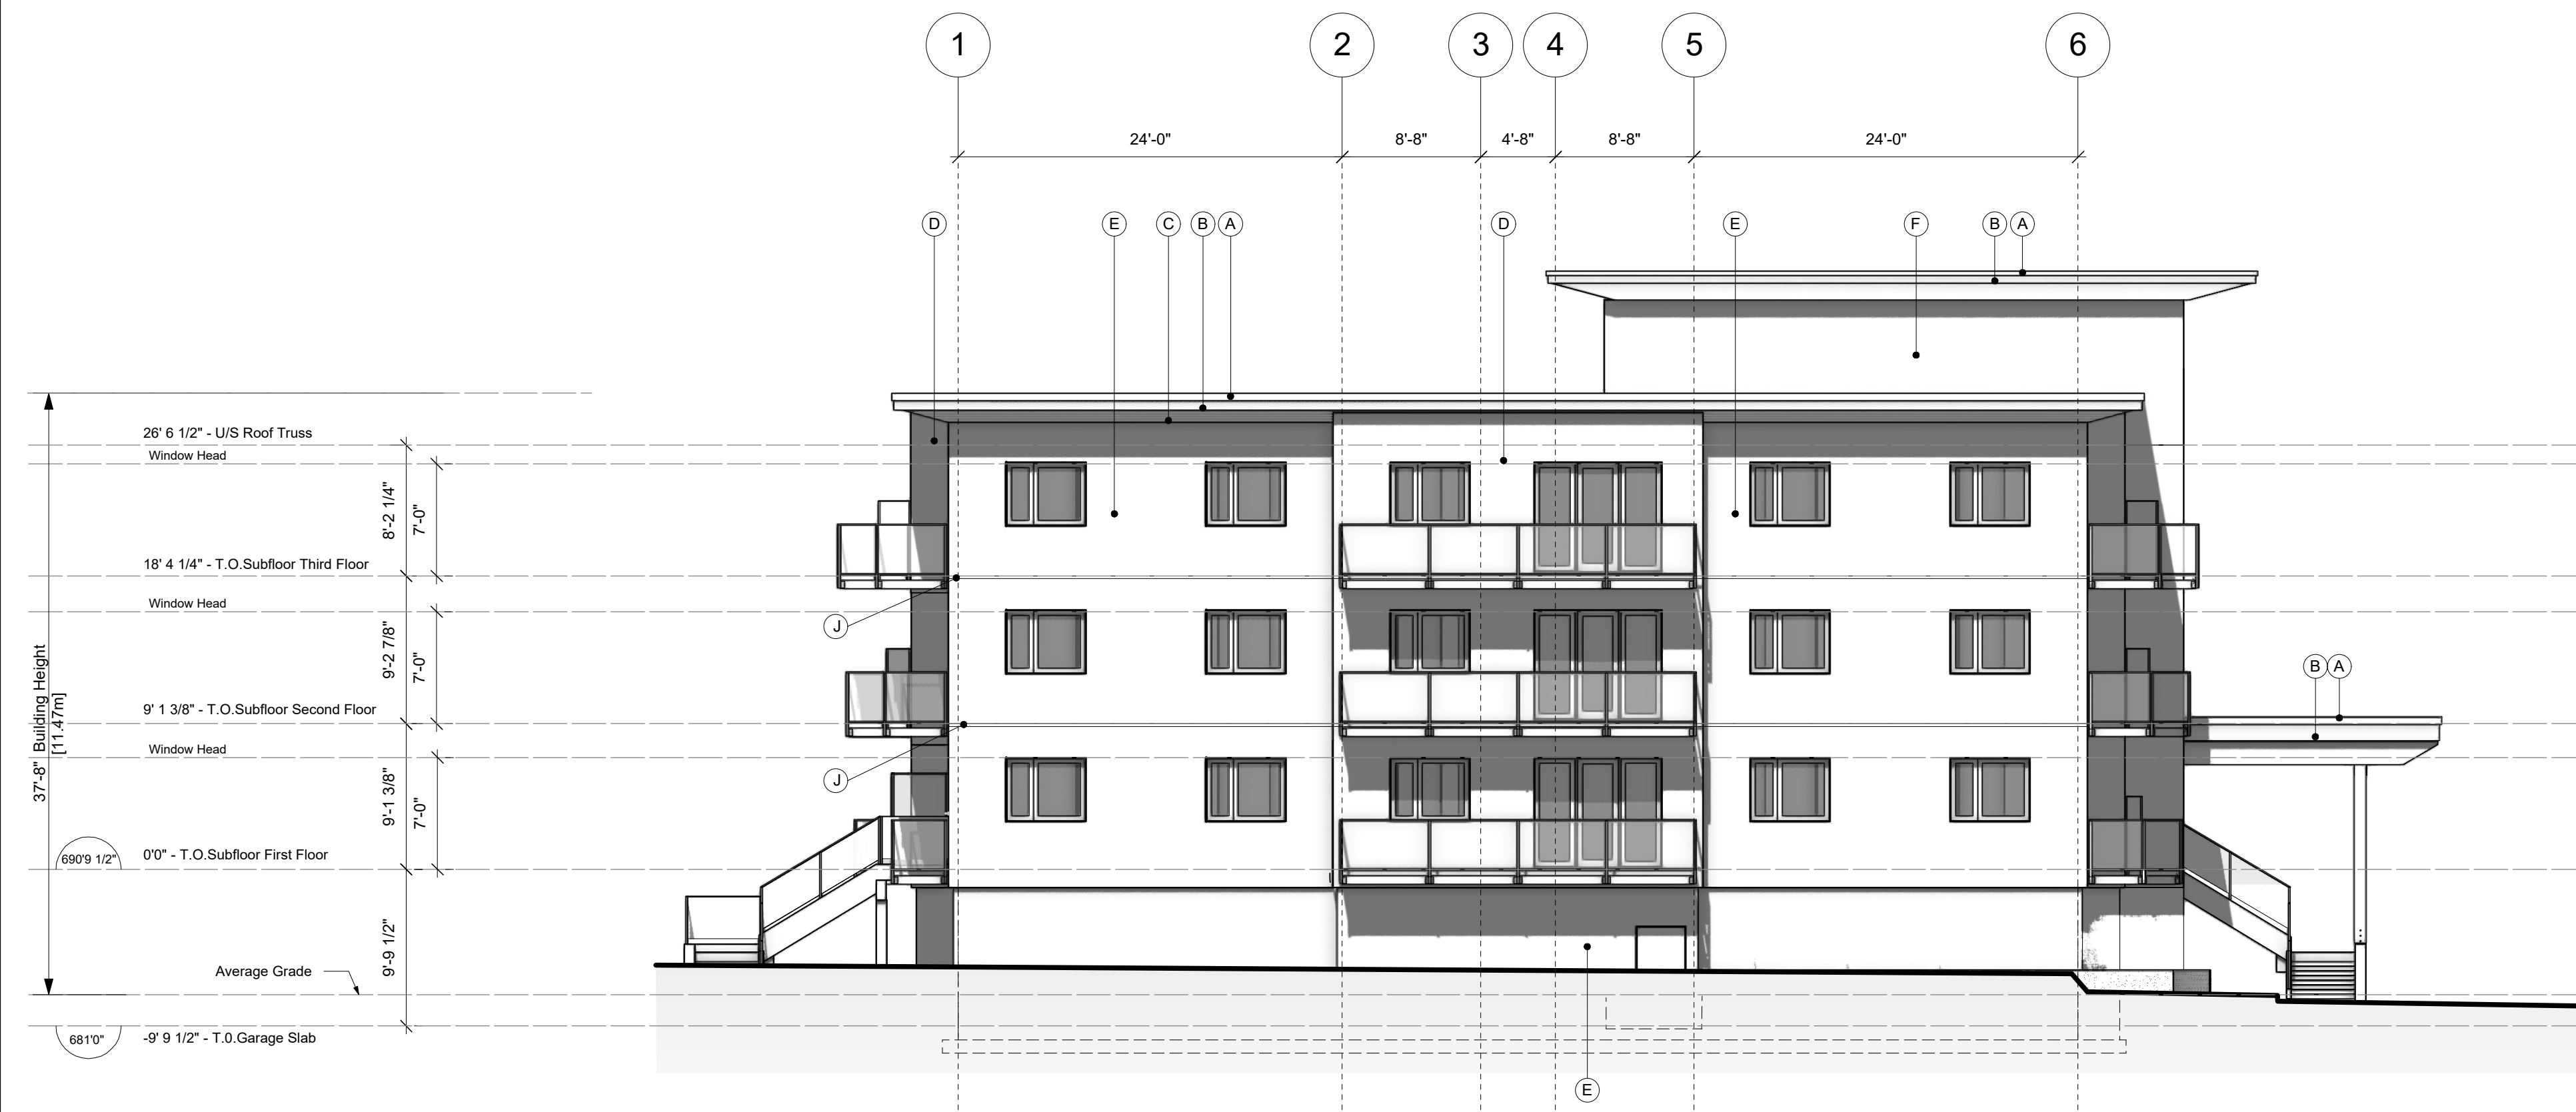 1 2 3 4 5 6
24'-0" 8'-8" 4'-8" 8'-8" 24'-0"
D E C B A D E F B A
26' 6 1/2" - U/S Roof Truss
Window Head
8'-2 1/4"
7'-0"
18' 4 1/4" - T.O.Subfloor Third Floor
Window Head
J
9'-2 7/8"
7'-0"
37'-8" Building Height
[11.47m]
B A
9' 1 3/8" - T.O.Subfloor Second Floor
Window Head
J
9'-1 3/8"
7'-0"
690'9 1/2"
0'0" - T.O.Subfloor First Floor
9'-9 1/2"
Average Grade
681'0"
-9' 9 1/2" - T.0.Garage Slab
E